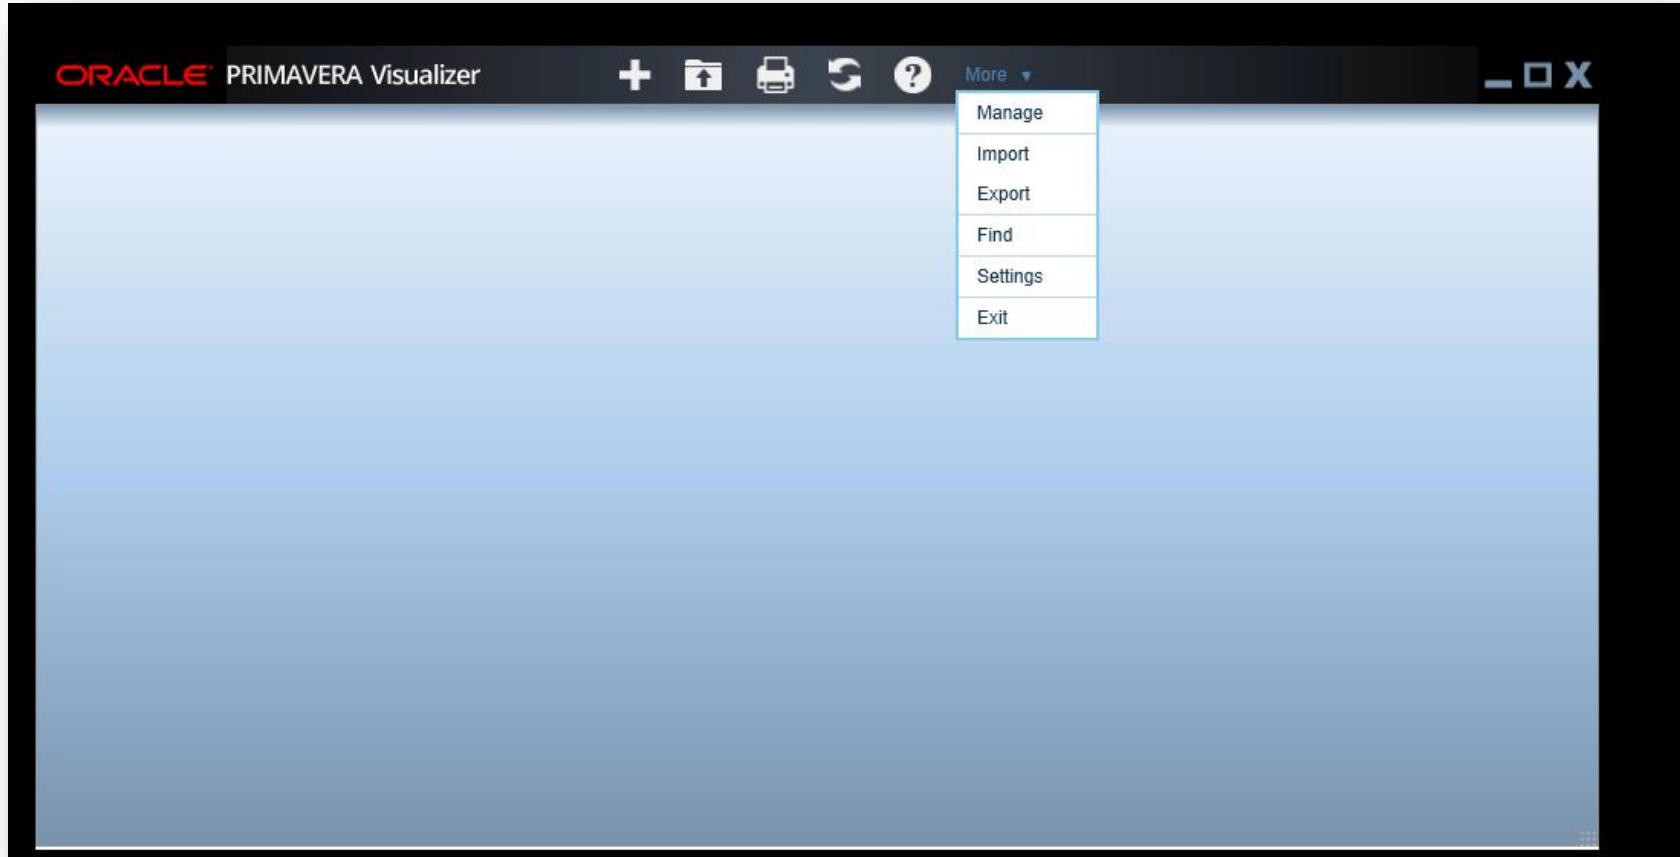 ORACLE PRIMAVERA Visualizer
More
Manage
Import
Export
Find
Settings
Exit